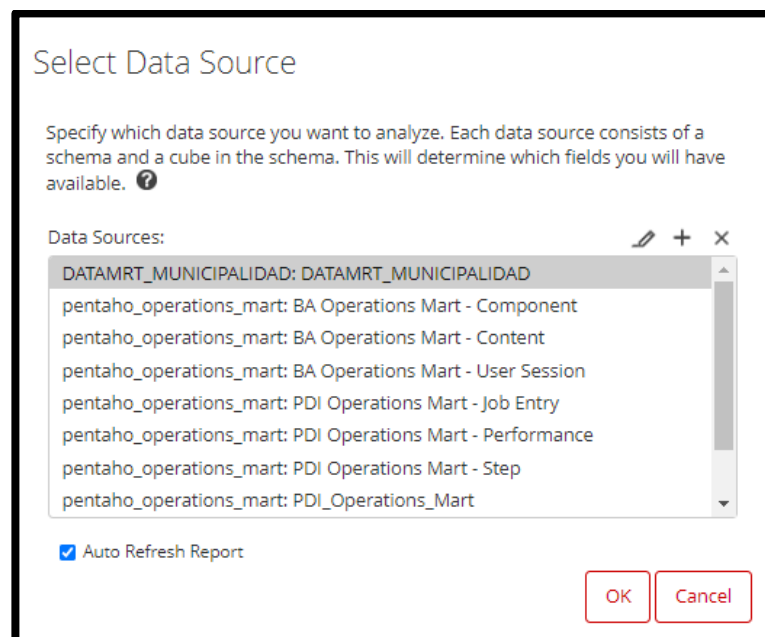 Select Data Source
Specify which data source you want to analyze. Each data source consists of a
schema and a cube in the schema. This will determine which fields you will have
available. ?
Data Sources:
DATAMRT_MUNICIPALIDAD: DATAMRT_MUNICIPALIDAD
pentaho_operations_mart: BA Operations Mart - Component
pentaho_operations_mart: BA Operations Mart - Content
pentaho_operations_mart: BA Operations Mart - User Session
pentaho_operations_mart: PDI Operations Mart - Job Entry
pentaho_operations_mart: PDI Operations Mart - Performance
pentaho_operations_mart: PDI Operations Mart - Step
pentaho_operations_mart: PDI_Operations_Mart
Auto Refresh Report
OK Cancel